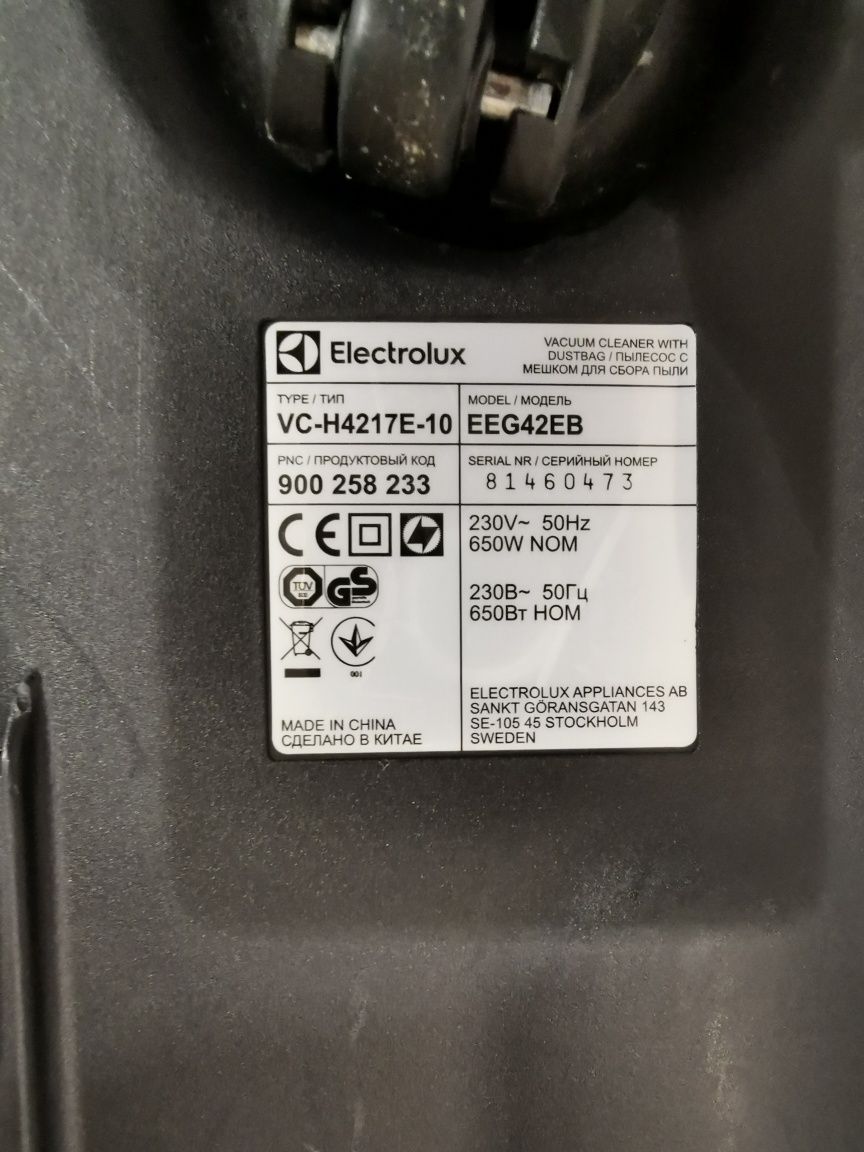 Electrolux
VACUUM CLEANER WITH
DUSTBAG / ПЫЛЕСОС С
МЕШКОМ ДЛЯ СБОРА ПЫЛИ
TYPE / ТИП
VC-H4217E-10
MODEL / МОДЕЛЬ
EEG42EB
PNC / ПРОДУКТОВЫЙ КОД
900 258 233
SERIAL NR / СЕРИЙНЫЙ НОМЕР
81460473
CE
TÜV
GS
001
MADE IN CHINA
СДЕЛАНО В КИТАЕ
230V~ 50Hz
650W NOM
230В~ 50Гц
650Вт НОМ
ELECTROLUX APPLIANCES AB
SANKT GÖRANSGATAN 143
SE-105 45 STOCKHOLM
SWEDEN